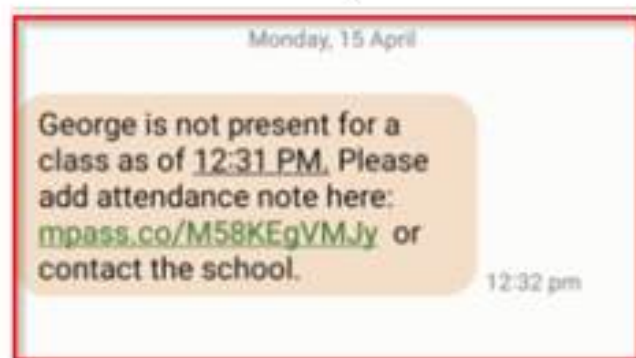 Monday, 15 April
George is not present for a
class as of 12:31 PM. Please
add attendance note here:
mpass.co/M58KEgVMJy or
contact the school.
12:32 pm